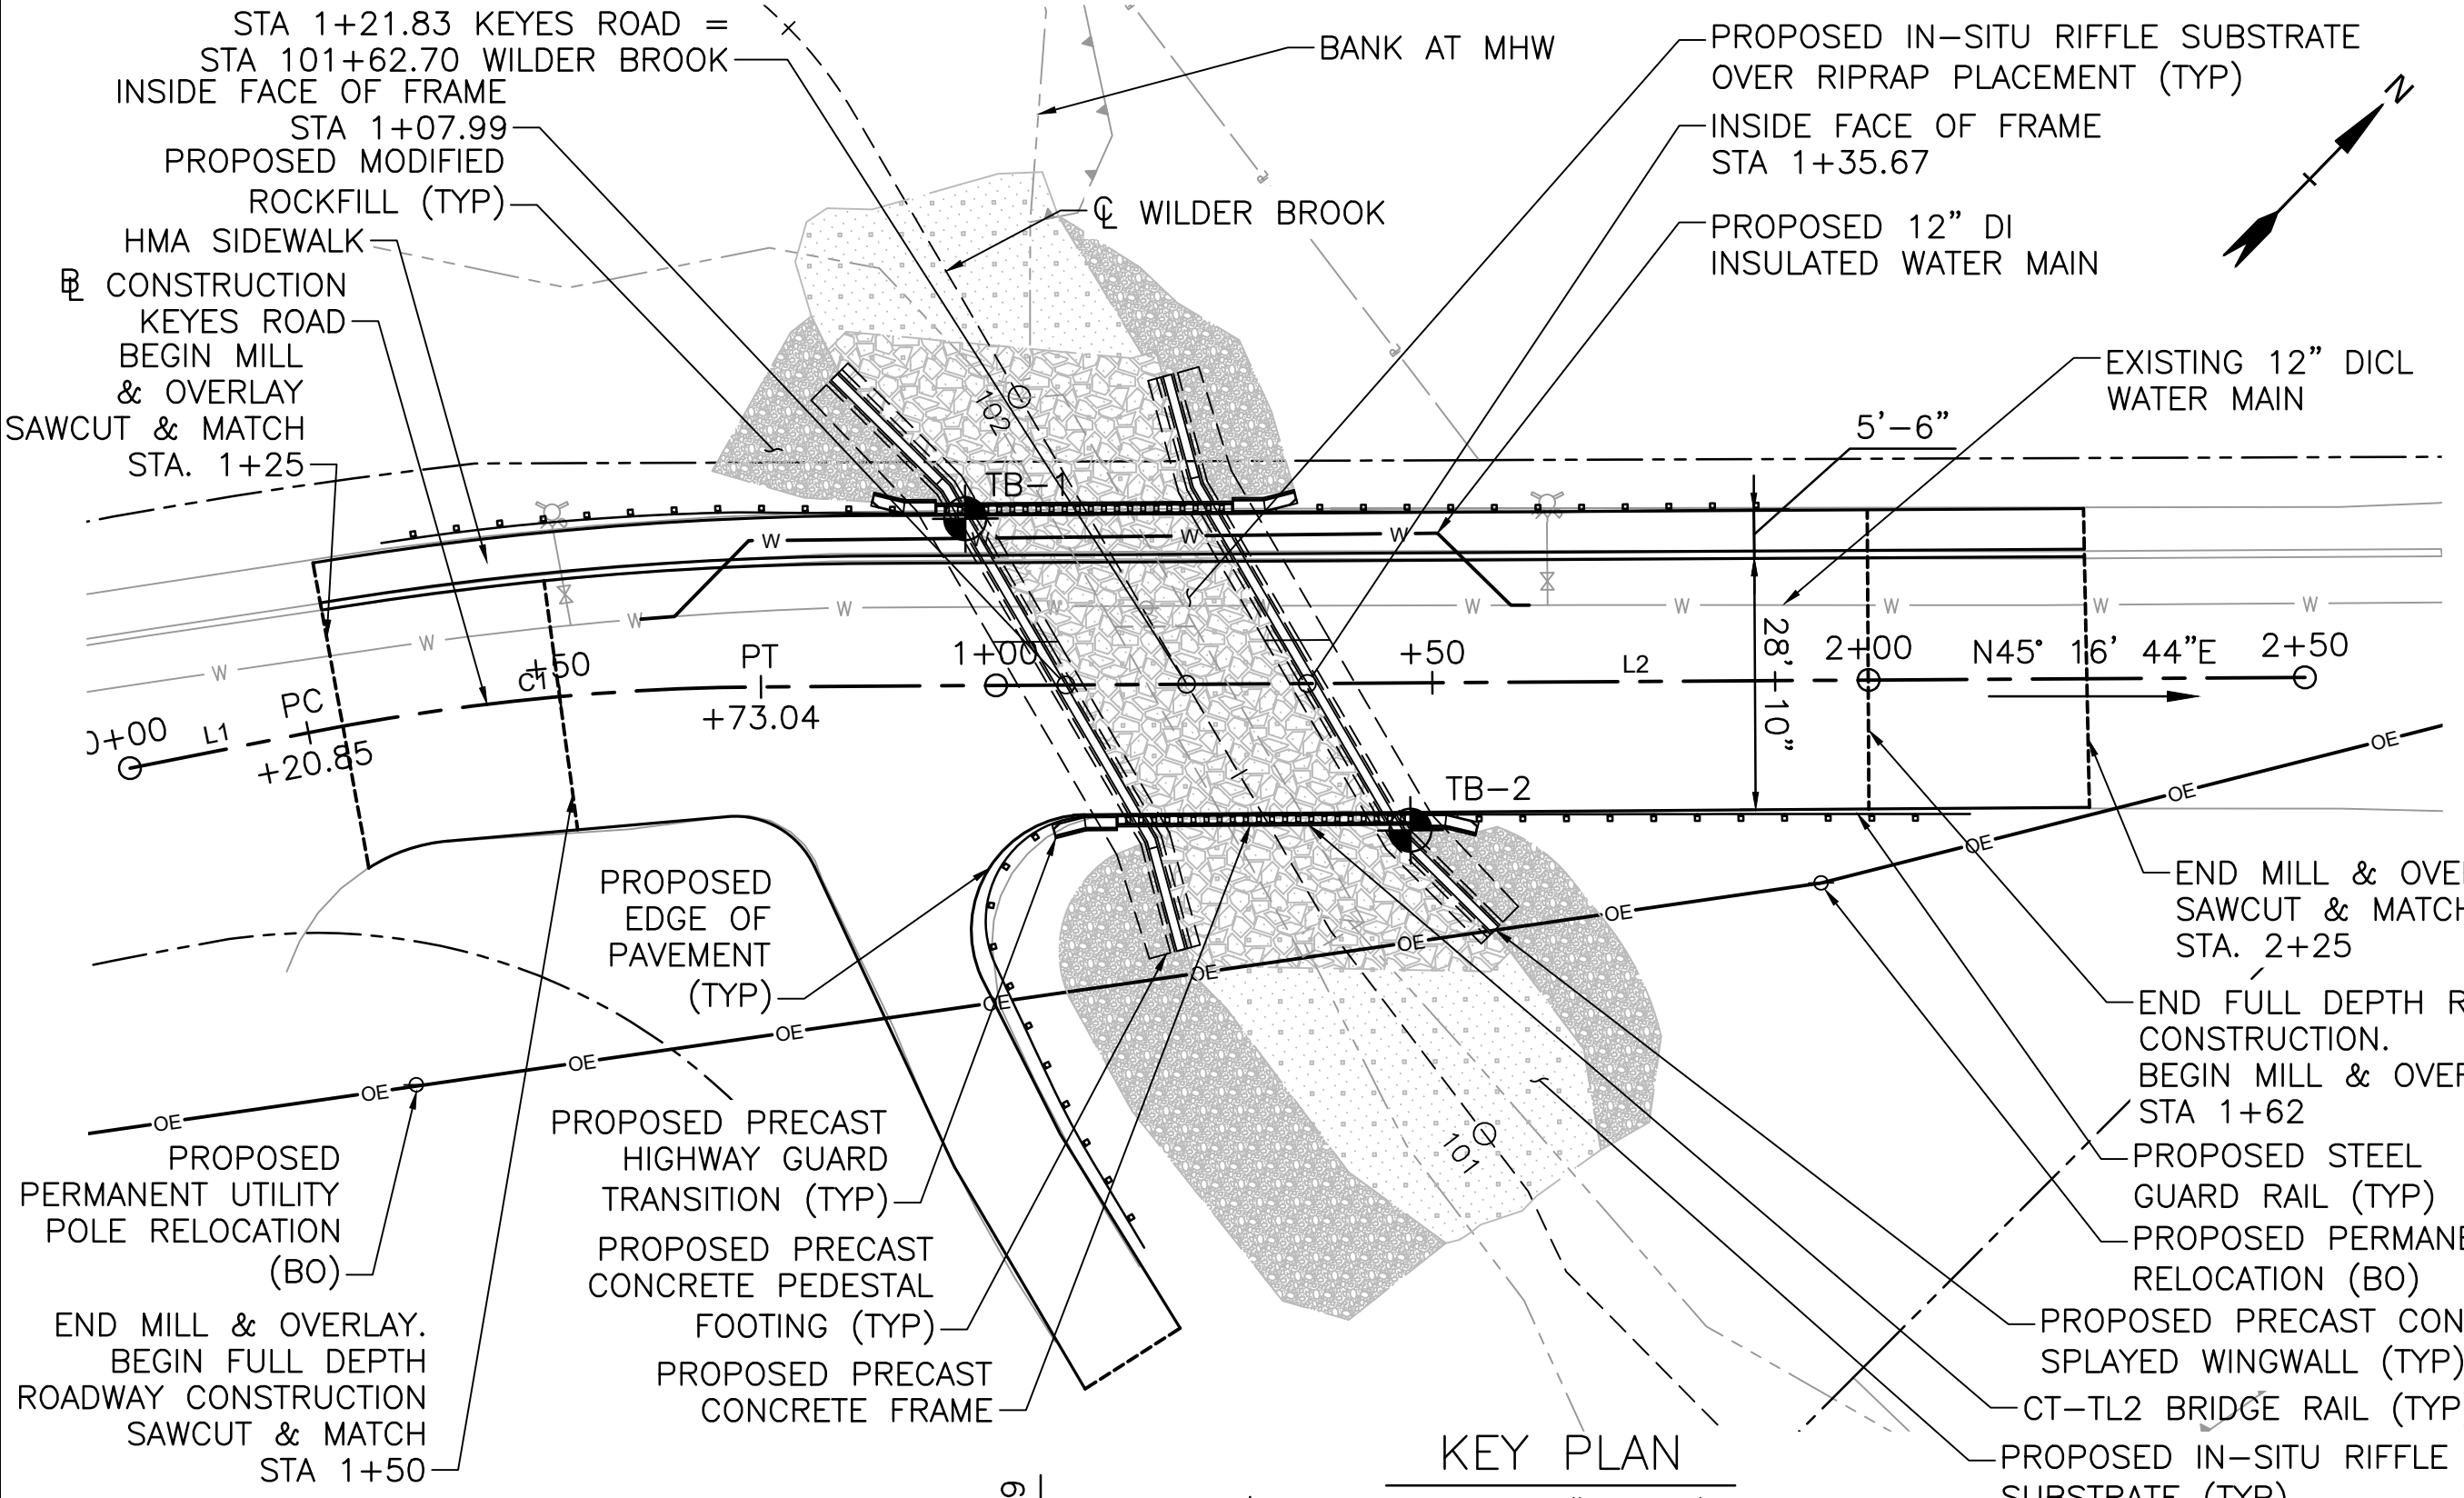 STA 1+21.83 KEYES ROAD =
STA 101+62.70 WILDER BROOK
INSIDE FACE OF FRAME
STA 1+07.99
PROPOSED MODIFIED
ROCKFILL (TYP)
HMA SIDEWALK
℄ CONSTRUCTION
KEYES ROAD
BEGIN MILL
& OVERLAY
SAWCUT & MATCH
STA. 1+25
BANK AT MHW
℄ WILDER BROOK
PROPOSED IN-SITU RIFFLE SUBSTRATE
OVER RIPRAP PLACEMENT (TYP)
INSIDE FACE OF FRAME
STA 1+35.67
PROPOSED 12" DI
INSULATED WATER MAIN
N
EXISTING 12" DICL
WATER MAIN
5'-6"
102
TB-1
W W W
W W W W W W W W W W
0+00
L1
PC
+20.85
C1
+50
PT
+73.04
1+00
+50
L2
28'-10"
2+00
N45° 16' 44"E
2+50
TB-2
OE OE OE OE OE OE OE OE OE OE OE
101
PROPOSED
EDGE OF
PAVEMENT
(TYP)
PROPOSED
PERMANENT UTILITY
POLE RELOCATION
(BO)
END MILL & OVERLAY.
BEGIN FULL DEPTH
ROADWAY CONSTRUCTION
SAWCUT & MATCH
STA 1+50
PROPOSED PRECAST
HIGHWAY GUARD
TRANSITION (TYP)
PROPOSED PRECAST
CONCRETE PEDESTAL
FOOTING (TYP)
PROPOSED PRECAST
CONCRETE FRAME
END MILL &
SAWCUT &
STA. 2+25
END FULL DEPTH
CONSTRUCTION.
BEGIN MILL &
STA 1+62
PROPOSED STEEL
GUARD RAIL (TYP)
PROPOSED
RELOCATION (BO)
PROPOSED PRECAST
SPLAYED WINGWALL (TYP)
CT-TL2 BRIDGE RAIL (TYP
PROPOSED IN-SITU RIFFLE
SUBSTRATE (TYP)
KEY PLAN